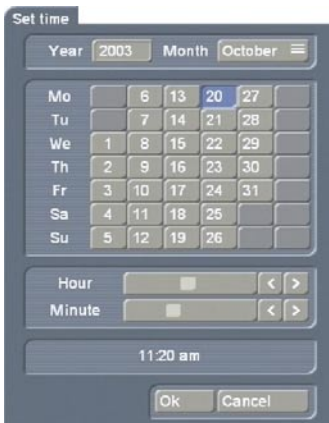 Set time
Year 2003 Month October
Mo 6 13 20 27
Tu 7 14 21 28
We 1 8 15 22 29
Th 2 9 16 23 30
Fr 3 10 17 24 31
Sa 4 11 18 25
Su 5 12 19 26
Hour < >
Minute < >
11:20 am
Ok Cancel